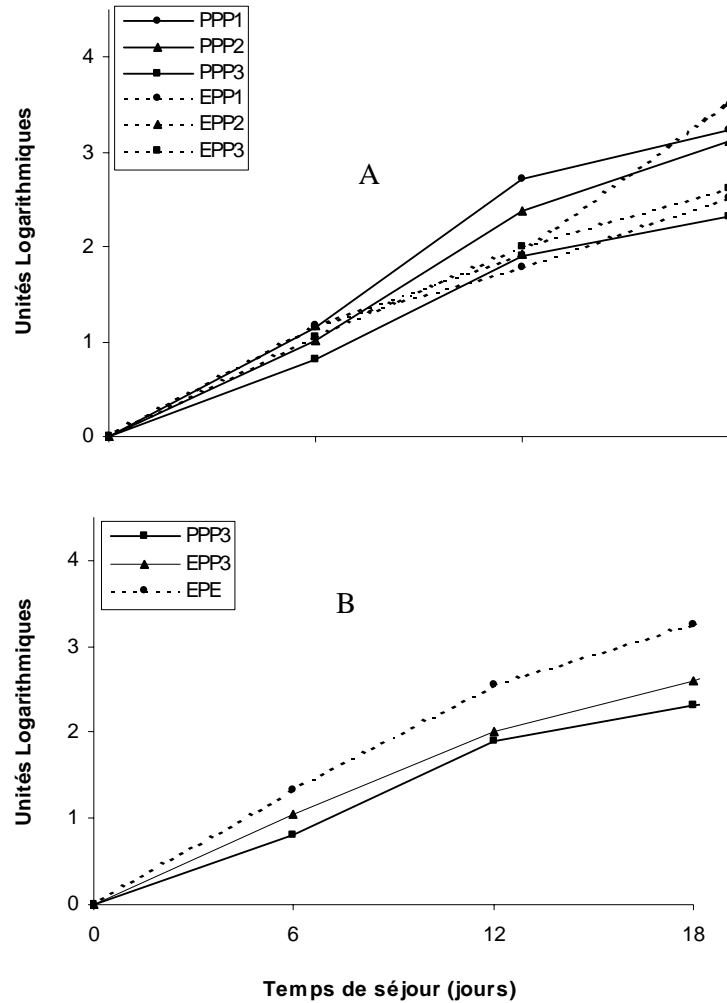 PPP1
PPP2
PPP3
EPP1
EPP2
EPP3
4
3
2
1
0
Unités Logarithmiques
A
PPP3
EPP3
EPE
4
3
2
1
0
Unités Logarithmiques
B
0 6 12 18
Temps de séjour (jours)